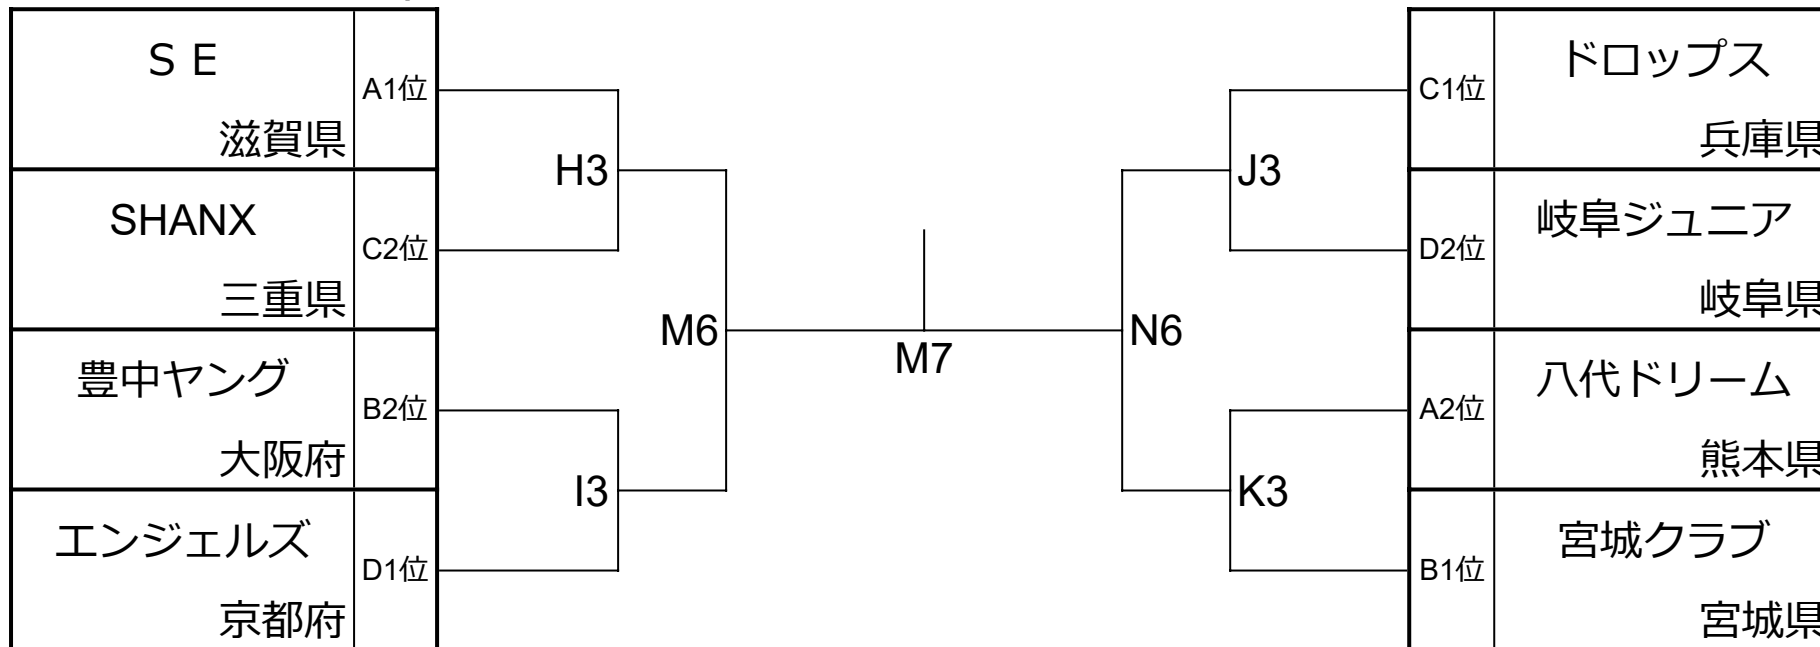 S E
A1位
滋賀県
SHANX
C2位
三重県
豊中ヤング
B2位
大阪府
エンジェルズ
D1位
京都府
H3
I3
M6
M7
N6
J3
K3
C1位
ドロップス
兵庫県
D2位
岐阜ジュニア
岐阜県
A2位
八代ドリーム
熊本県
B1位
宮城クラブ
宮城県